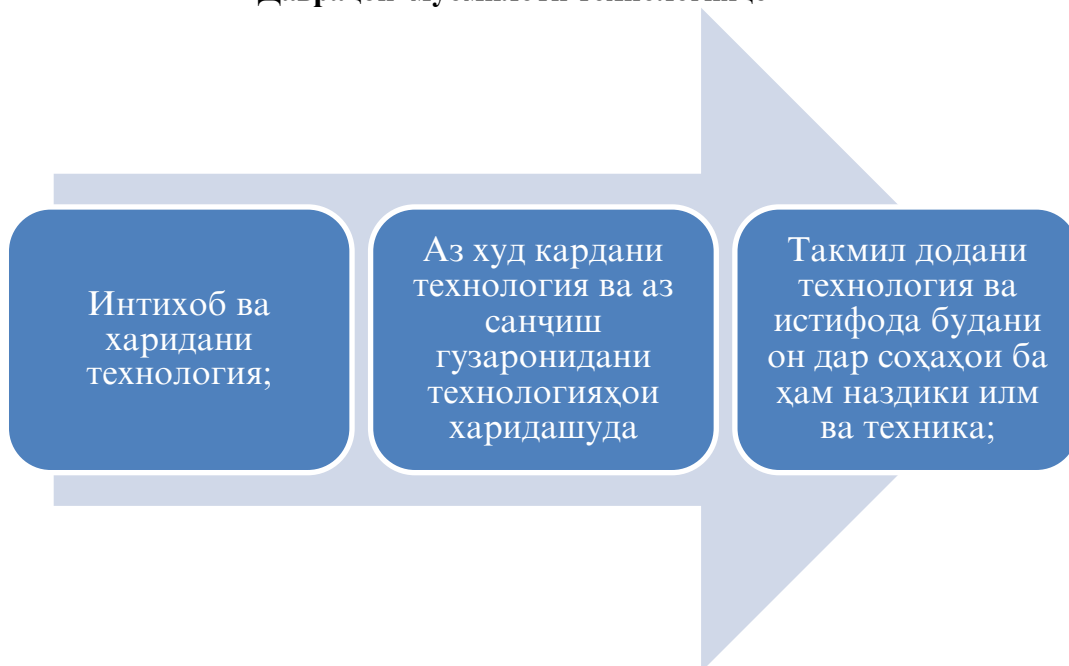 Интихоб ва
харидани
технология;
Аз худ кардани
технология ва аз
санҷиш
гузаронидани
технологияҳои
харидашуда
Такмил додани
технология ва
истифода будани
он дар соҳаҳои ба
ҳам наздики илм
ва техника;